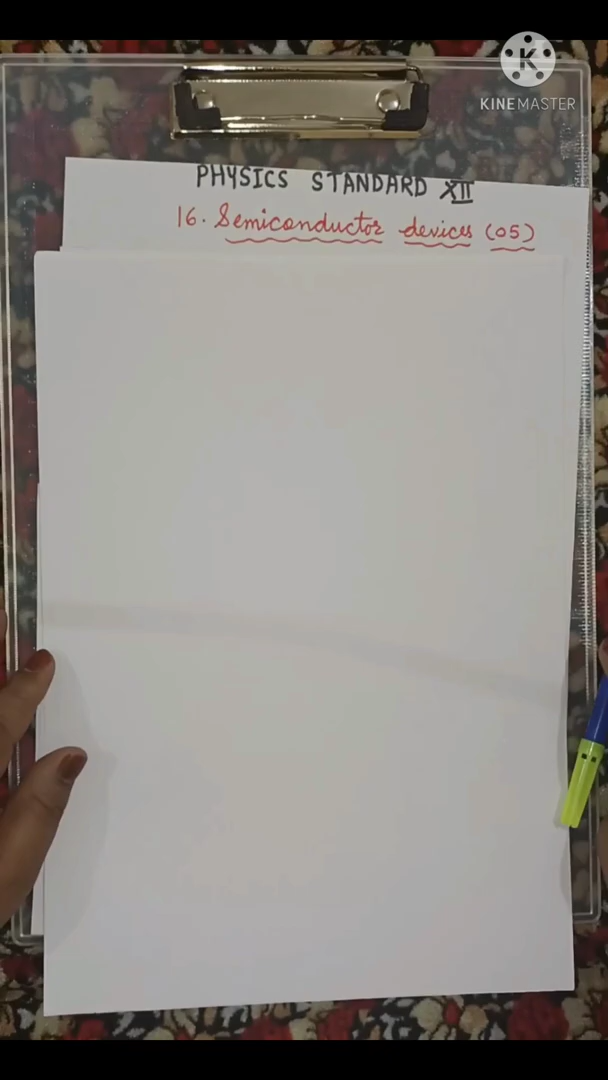 KINEMASTER
PHYSICS STANDARD XII
16. Semiconductor devices (05)